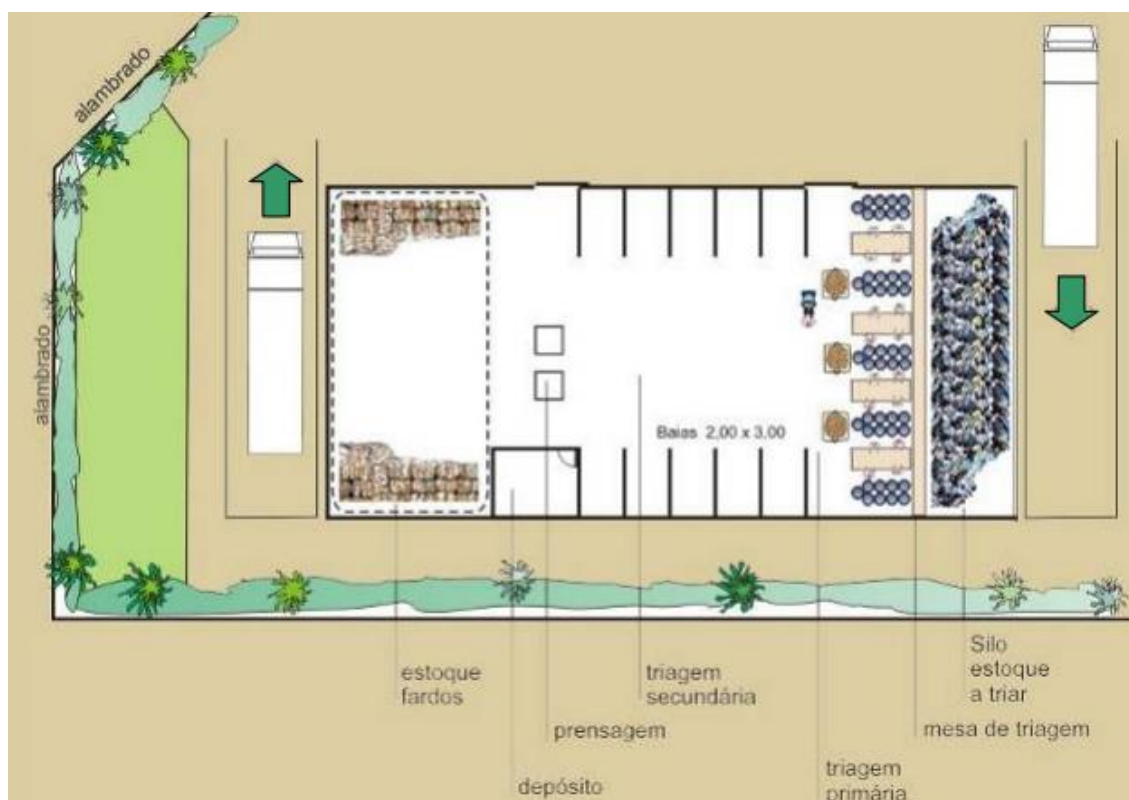 alambrado
alambrado
Baias 2,00 x 3,00
estoque
fardos
prensagem
depósito
triagem
secundária
triagem
primária
mesa de triagem
Silo
estoque
a triar